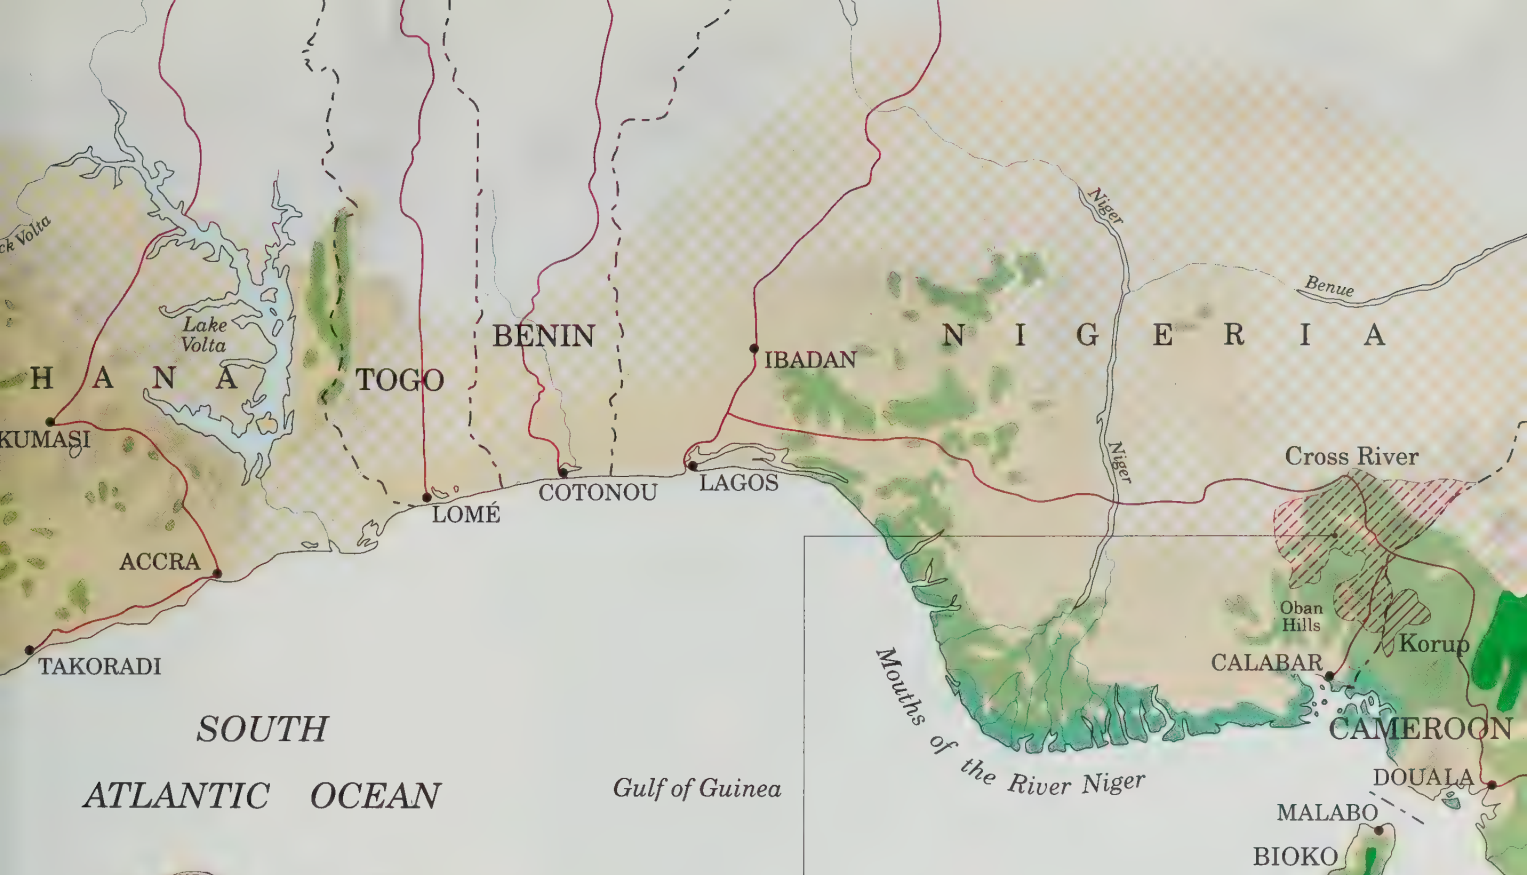 ck Volta
Niger
Benue
Lake
Volta
BENIN
N I G E R I A
IBADAN
H A N A
TOGO
KUMASI
Niger
Cross River
LAGOS
COTONOU
LOMÉ
ACCRA
Oban
Hills
Korup
CALABAR
TAKORADI
Mouths of the River Niger
SOUTH
ATLANTIC OCEAN
CAMEROON
DOUALA
Gulf of Guinea
MALABO
BIOKO